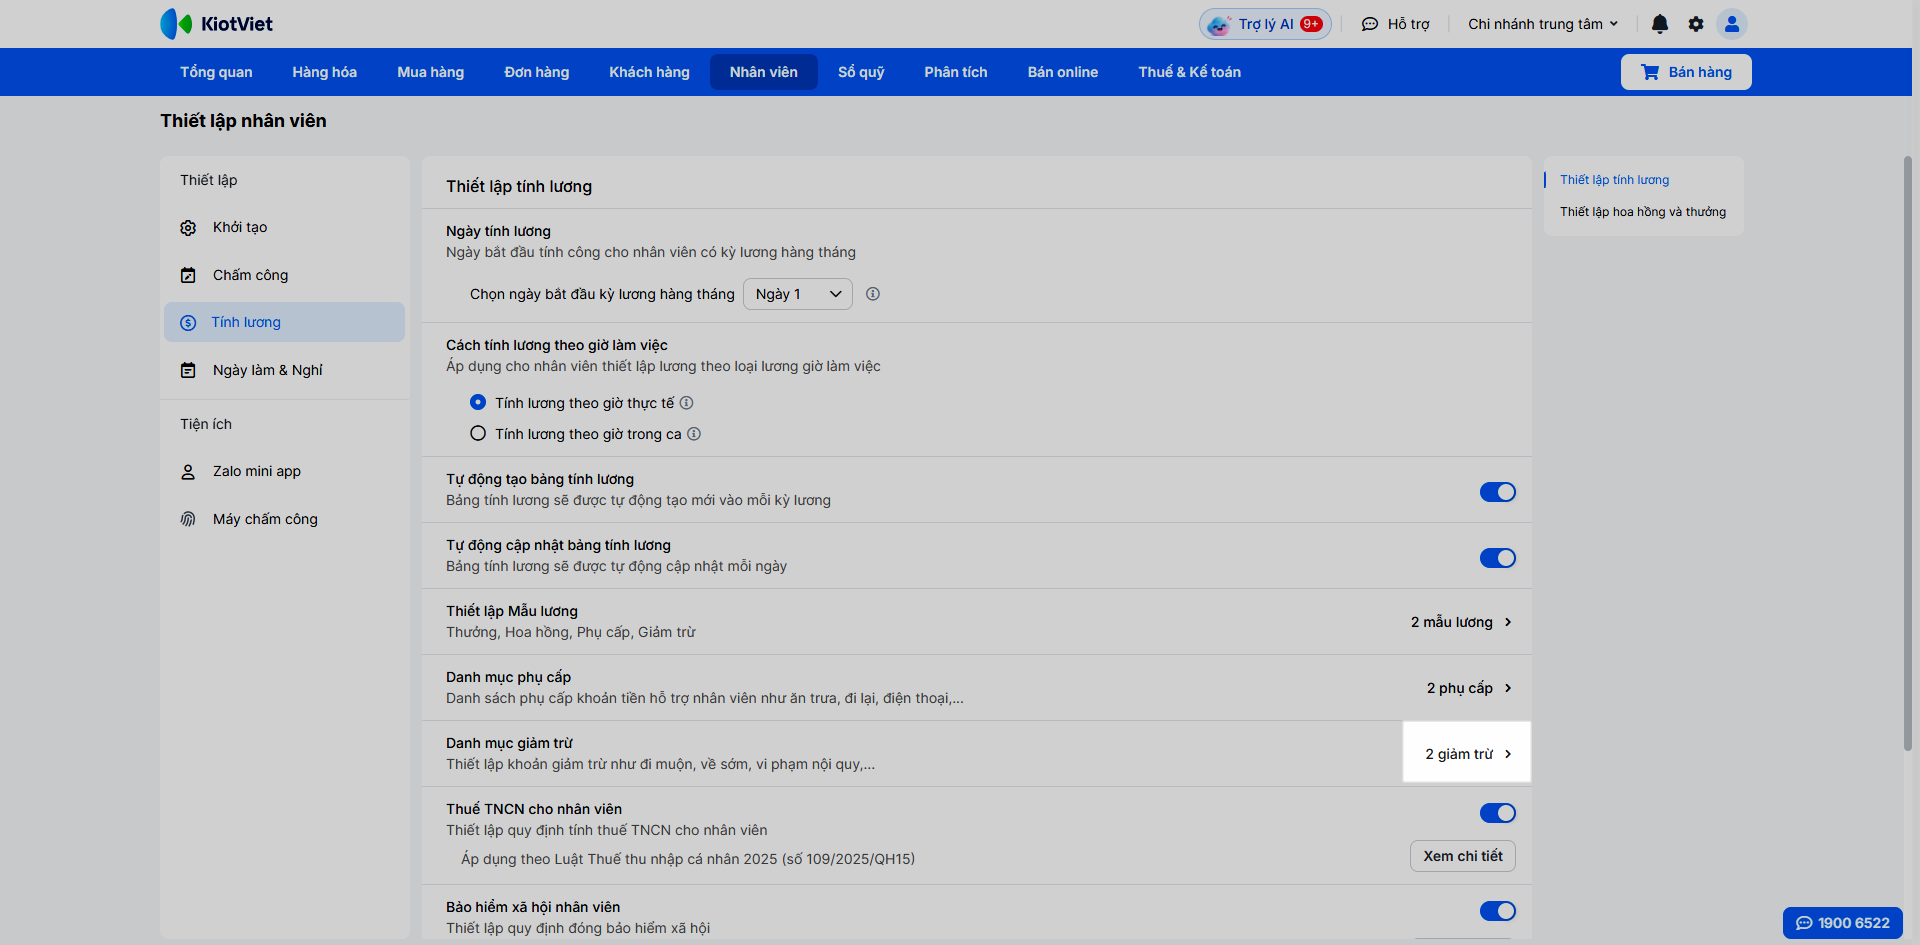 KiotViet
Trợ lý AI 9+
Hỗ trợ
Chi nhánh trung tâm
Tổng quan
Hàng hóa
Mua hàng
Đơn hàng
Khách hàng
Nhân viên
Sổ quỹ
Phân tích
Bán online
Thuế & Kế toán
Bán hàng
Thiết lập nhân viên
Thiết lập
Khởi tạo
Chấm công
Tính lương
Ngày làm & Nghỉ
Tiện ích
Zalo mini app
Máy chấm công
Thiết lập tính lương
Ngày tính lương
Ngày bắt đầu tính công cho nhân viên có kỳ lương hàng tháng
Chọn ngày bắt đầu kỳ lương hàng tháng
Ngày 1
Cách tính lương theo giờ làm việc
Áp dụng cho nhân viên thiết lập lương theo loại lương giờ làm việc
Tính lương theo giờ thực tế
Tính lương theo giờ trong ca
Tự động tạo bảng tính lương
Bảng tính lương sẽ được tự động tạo mới vào mỗi kỳ lương
Tự động cập nhật bảng tính lương
Bảng tính lương sẽ được tự động cập nhật mỗi ngày
Thiết lập Mẫu lương
Thưởng, Hoa hồng, Phụ cấp, Giảm trừ
2 mẫu lương
Danh mục phụ cấp
Danh sách phụ cấp khoản tiền hỗ trợ nhân viên như ăn trưa, đi lại, điện thoại,...
2 phụ cấp
Danh mục giảm trừ
Thiết lập khoản giảm trừ như đi muộn, về sớm, vi phạm nội quy,...
2 giảm trừ
Thuế TNCN cho nhân viên
Thiết lập quy định tính thuế TNCN cho nhân viên
Áp dụng theo Luật Thuế thu nhập cá nhân 2025 (số 109/2025/QH15)
Xem chi tiết
Bảo hiểm xã hội nhân viên
Thiết lập quy định đóng bảo hiểm xã hội
Thiết lập tính lương
Thiết lập hoa hồng và thưởng
1900 6522